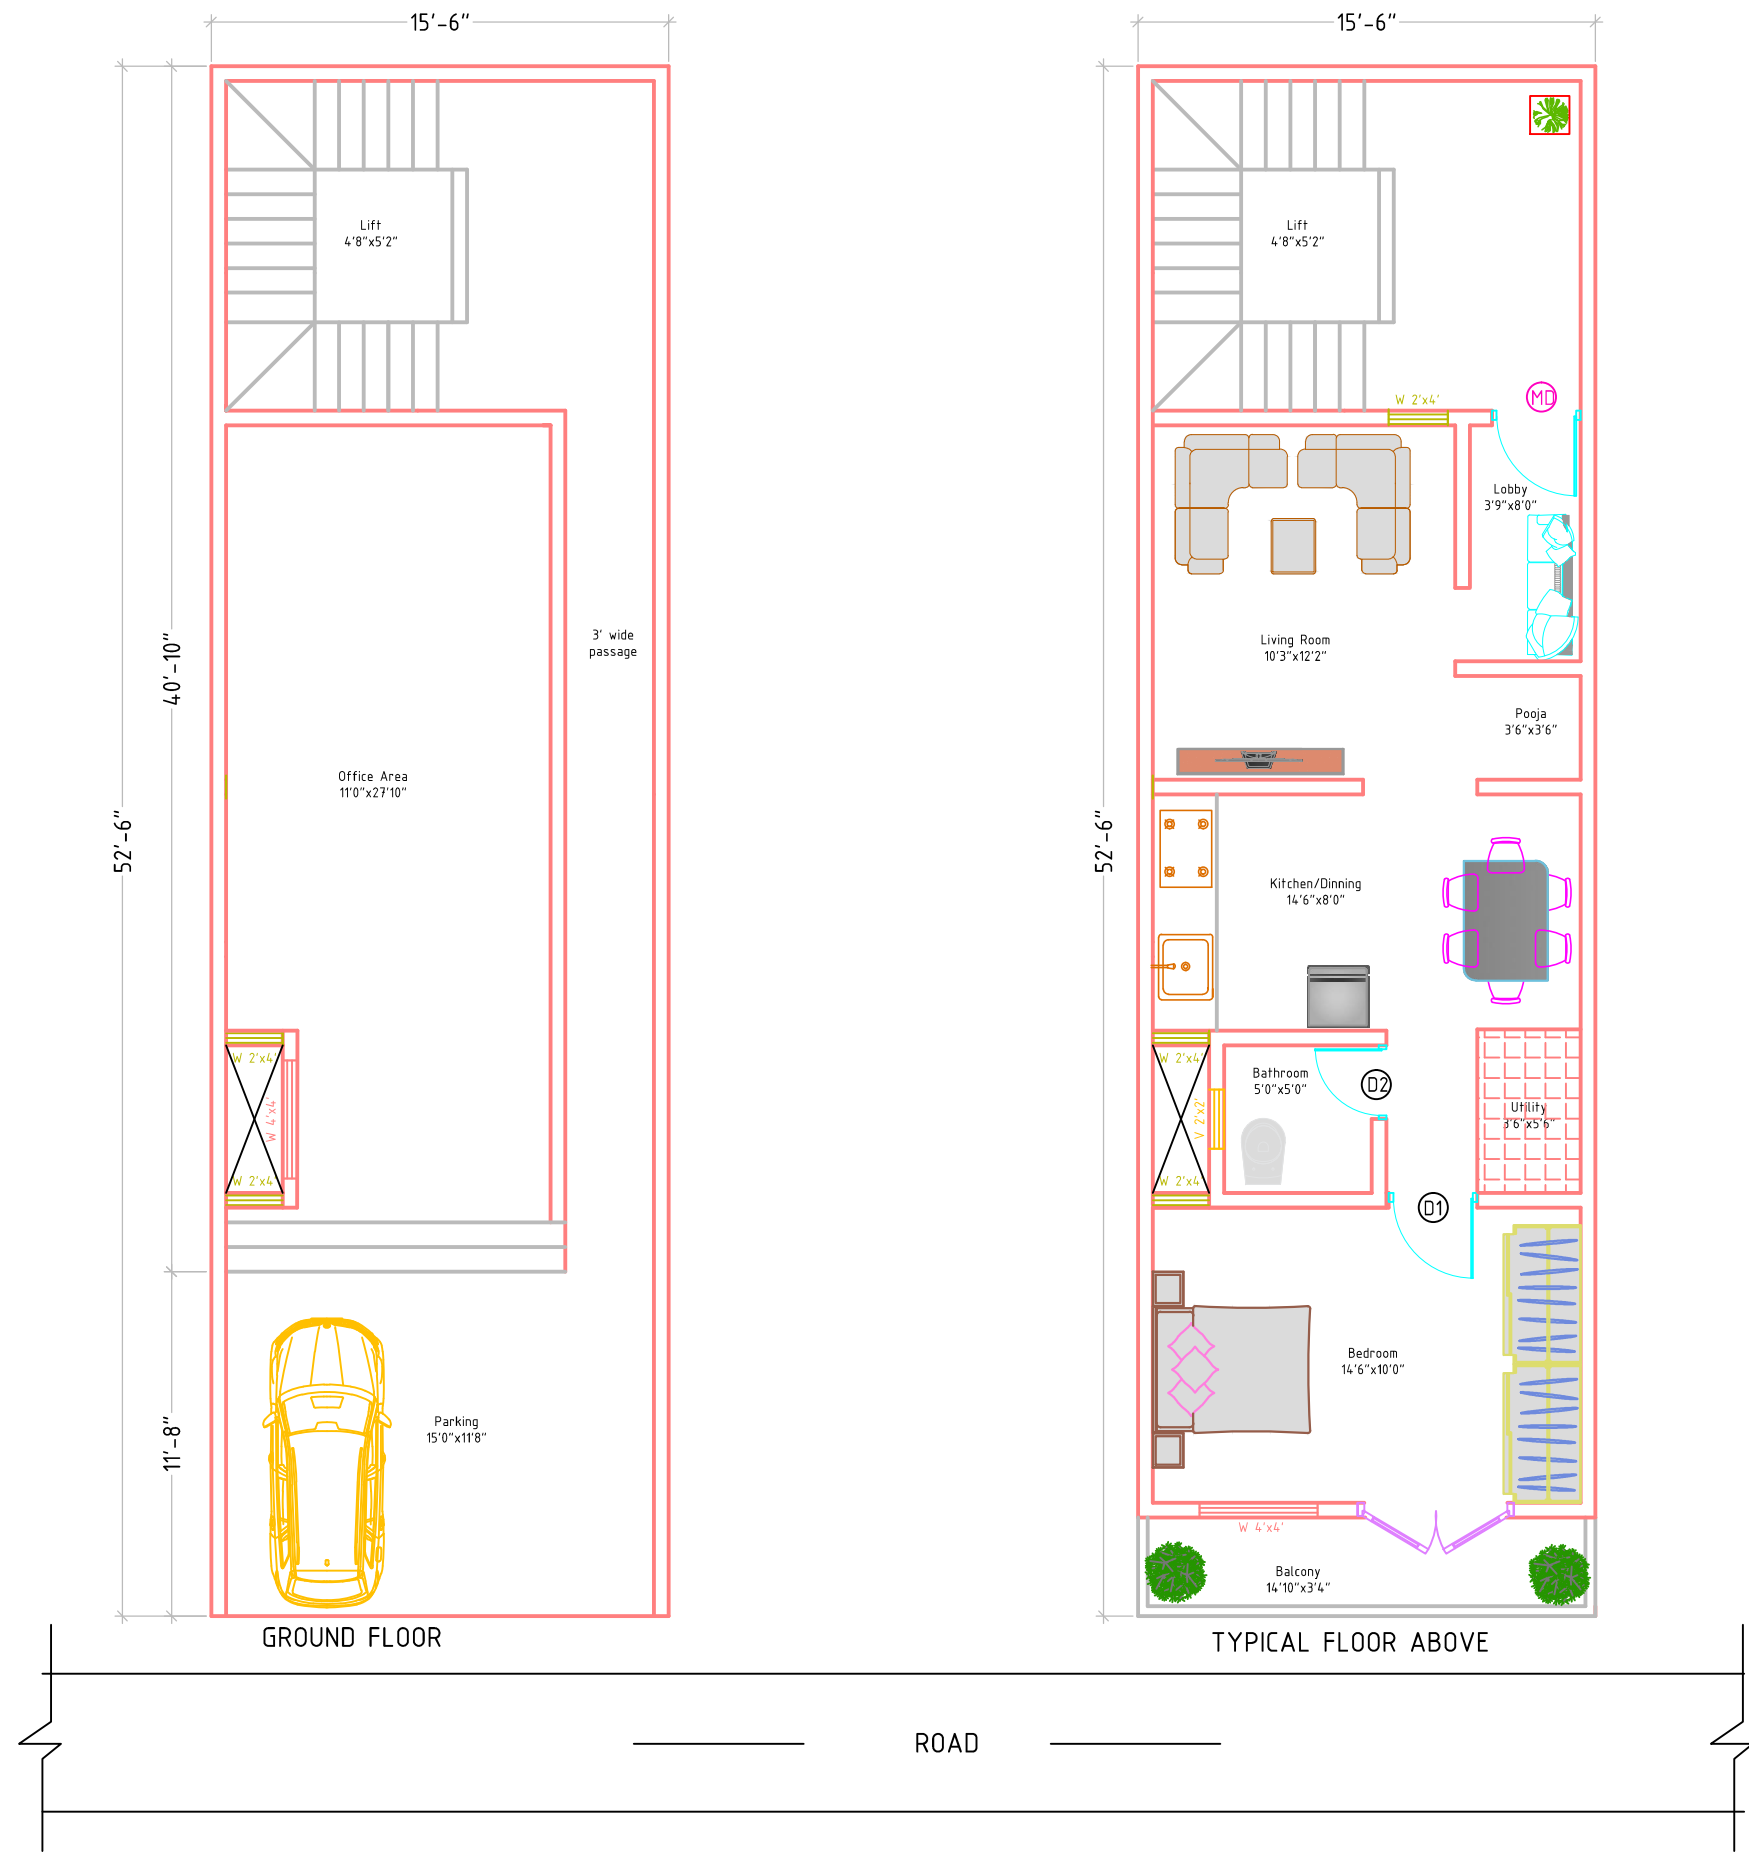 15'-6"
52'-6"
40'-10"
11'-8"
Lift
4'8"x5'2"
3' wide
passage
Office Area
11'0"x27'10"
W 2'x4'
W 4'x4'
W 2'x4'
Parking
15'0"x11'8"
GROUND FLOOR
15'-6"
52'-6"
Lift
4'8"x5'2"
W 2'x4'
MD
Lobby
3'9"x8'0"
Living Room
10'3"x12'2"
Pooja
3'6"x3'6"
Kitchen/Dinning
14'6"x8'0"
W 2'x4'
Bathroom
5'0"x5'0"
D2
W 2'x2'
Utility
3'6"x5'6"
W 2'x4'
D1
Bedroom
14'6"x10'0"
W 4'x4'
Balcony
14'10"x3'4"
TYPICAL FLOOR ABOVE
ROAD